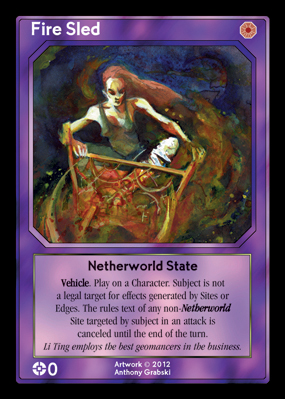 Fire Sled
Netherworld State
Vehicle. Play on a Character. Subject is not
a legal target for effects generated by Sites or
Edges. The rules text of any non-Netherworld
Site targeted by subject in an attack is
canceled until the end of the turn.
Li Ting employs the best geomancers in the business.
0
Artwork © 2012
Anthony Grabski